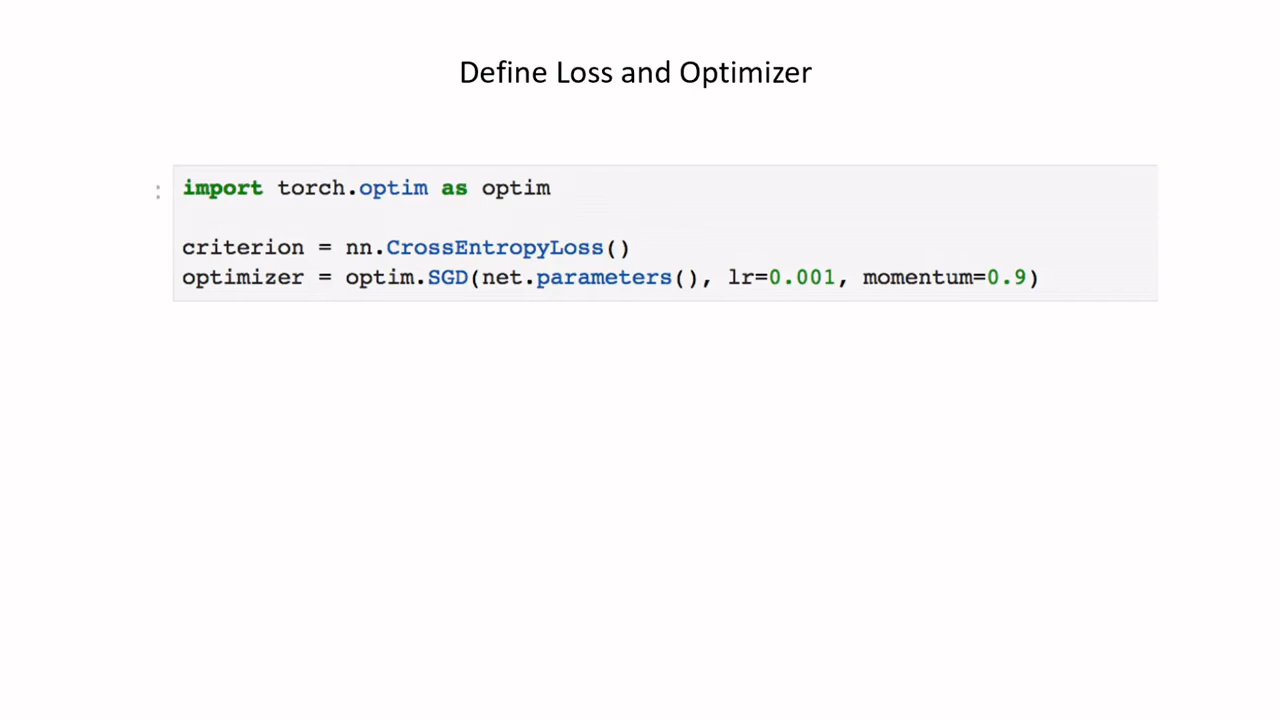 Define Loss and Optimizer
:
import torch.optim as optim
criterion = nn.CrossEntropyLoss()
optimizer = optim.SGD(net.parameters(), lr=0.001, momentum=0.9)